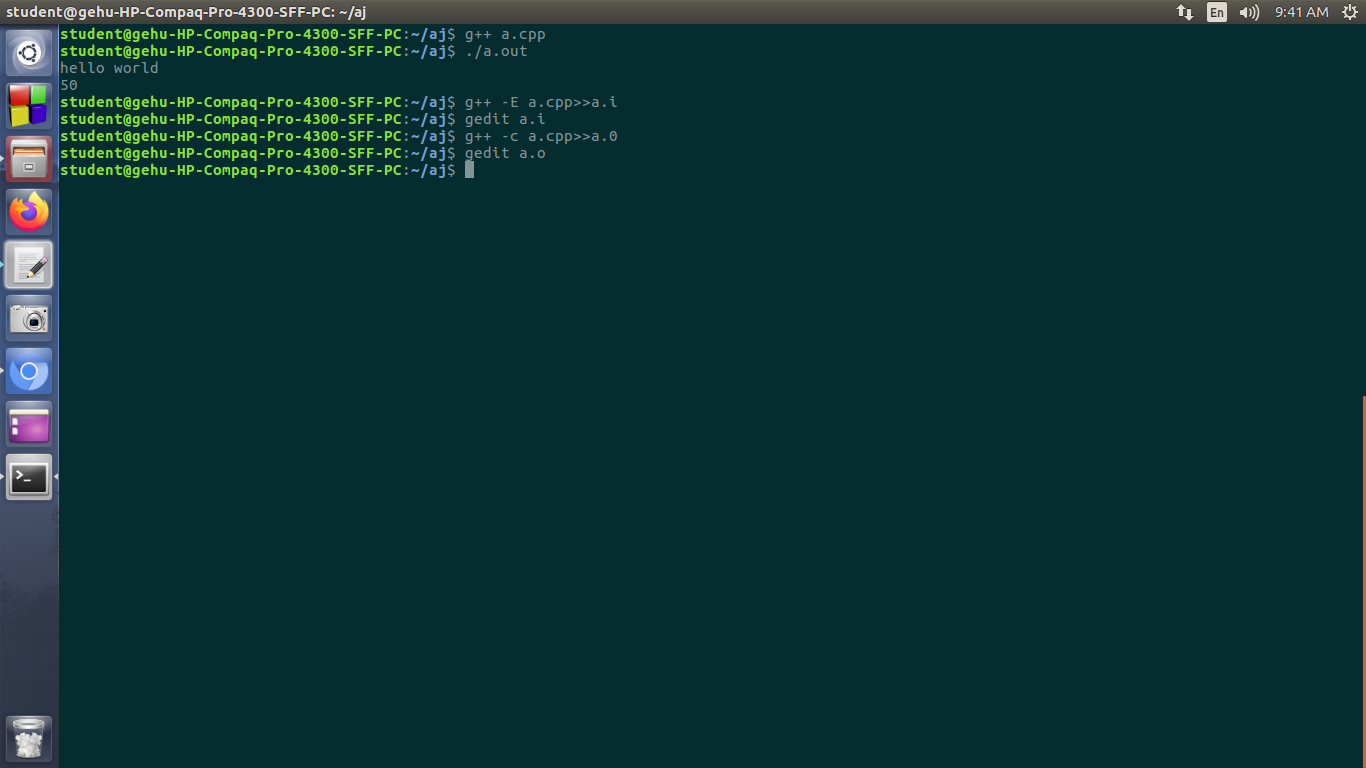 student@gehu-HP-Compaq-Pro-4300-SFF-PC: ~/aj
En
9:41 AM
student@gehu-HP-Compaq-Pro-4300-SFF-PC:~/aj$ g++ a.cpp
student@gehu-HP-Compaq-Pro-4300-SFF-PC:~/aj$ ./a.out
hello world
50
student@gehu-HP-Compaq-Pro-4300-SFF-PC:~/aj$ g++ -E a.cpp>>a.i
student@gehu-HP-Compaq-Pro-4300-SFF-PC:~/aj$ gedit a.i
student@gehu-HP-Compaq-Pro-4300-SFF-PC:~/aj$ g++ -c a.cpp>>a.0
student@gehu-HP-Compaq-Pro-4300-SFF-PC:~/aj$ gedit a.o
student@gehu-HP-Compaq-Pro-4300-SFF-PC:~/aj$